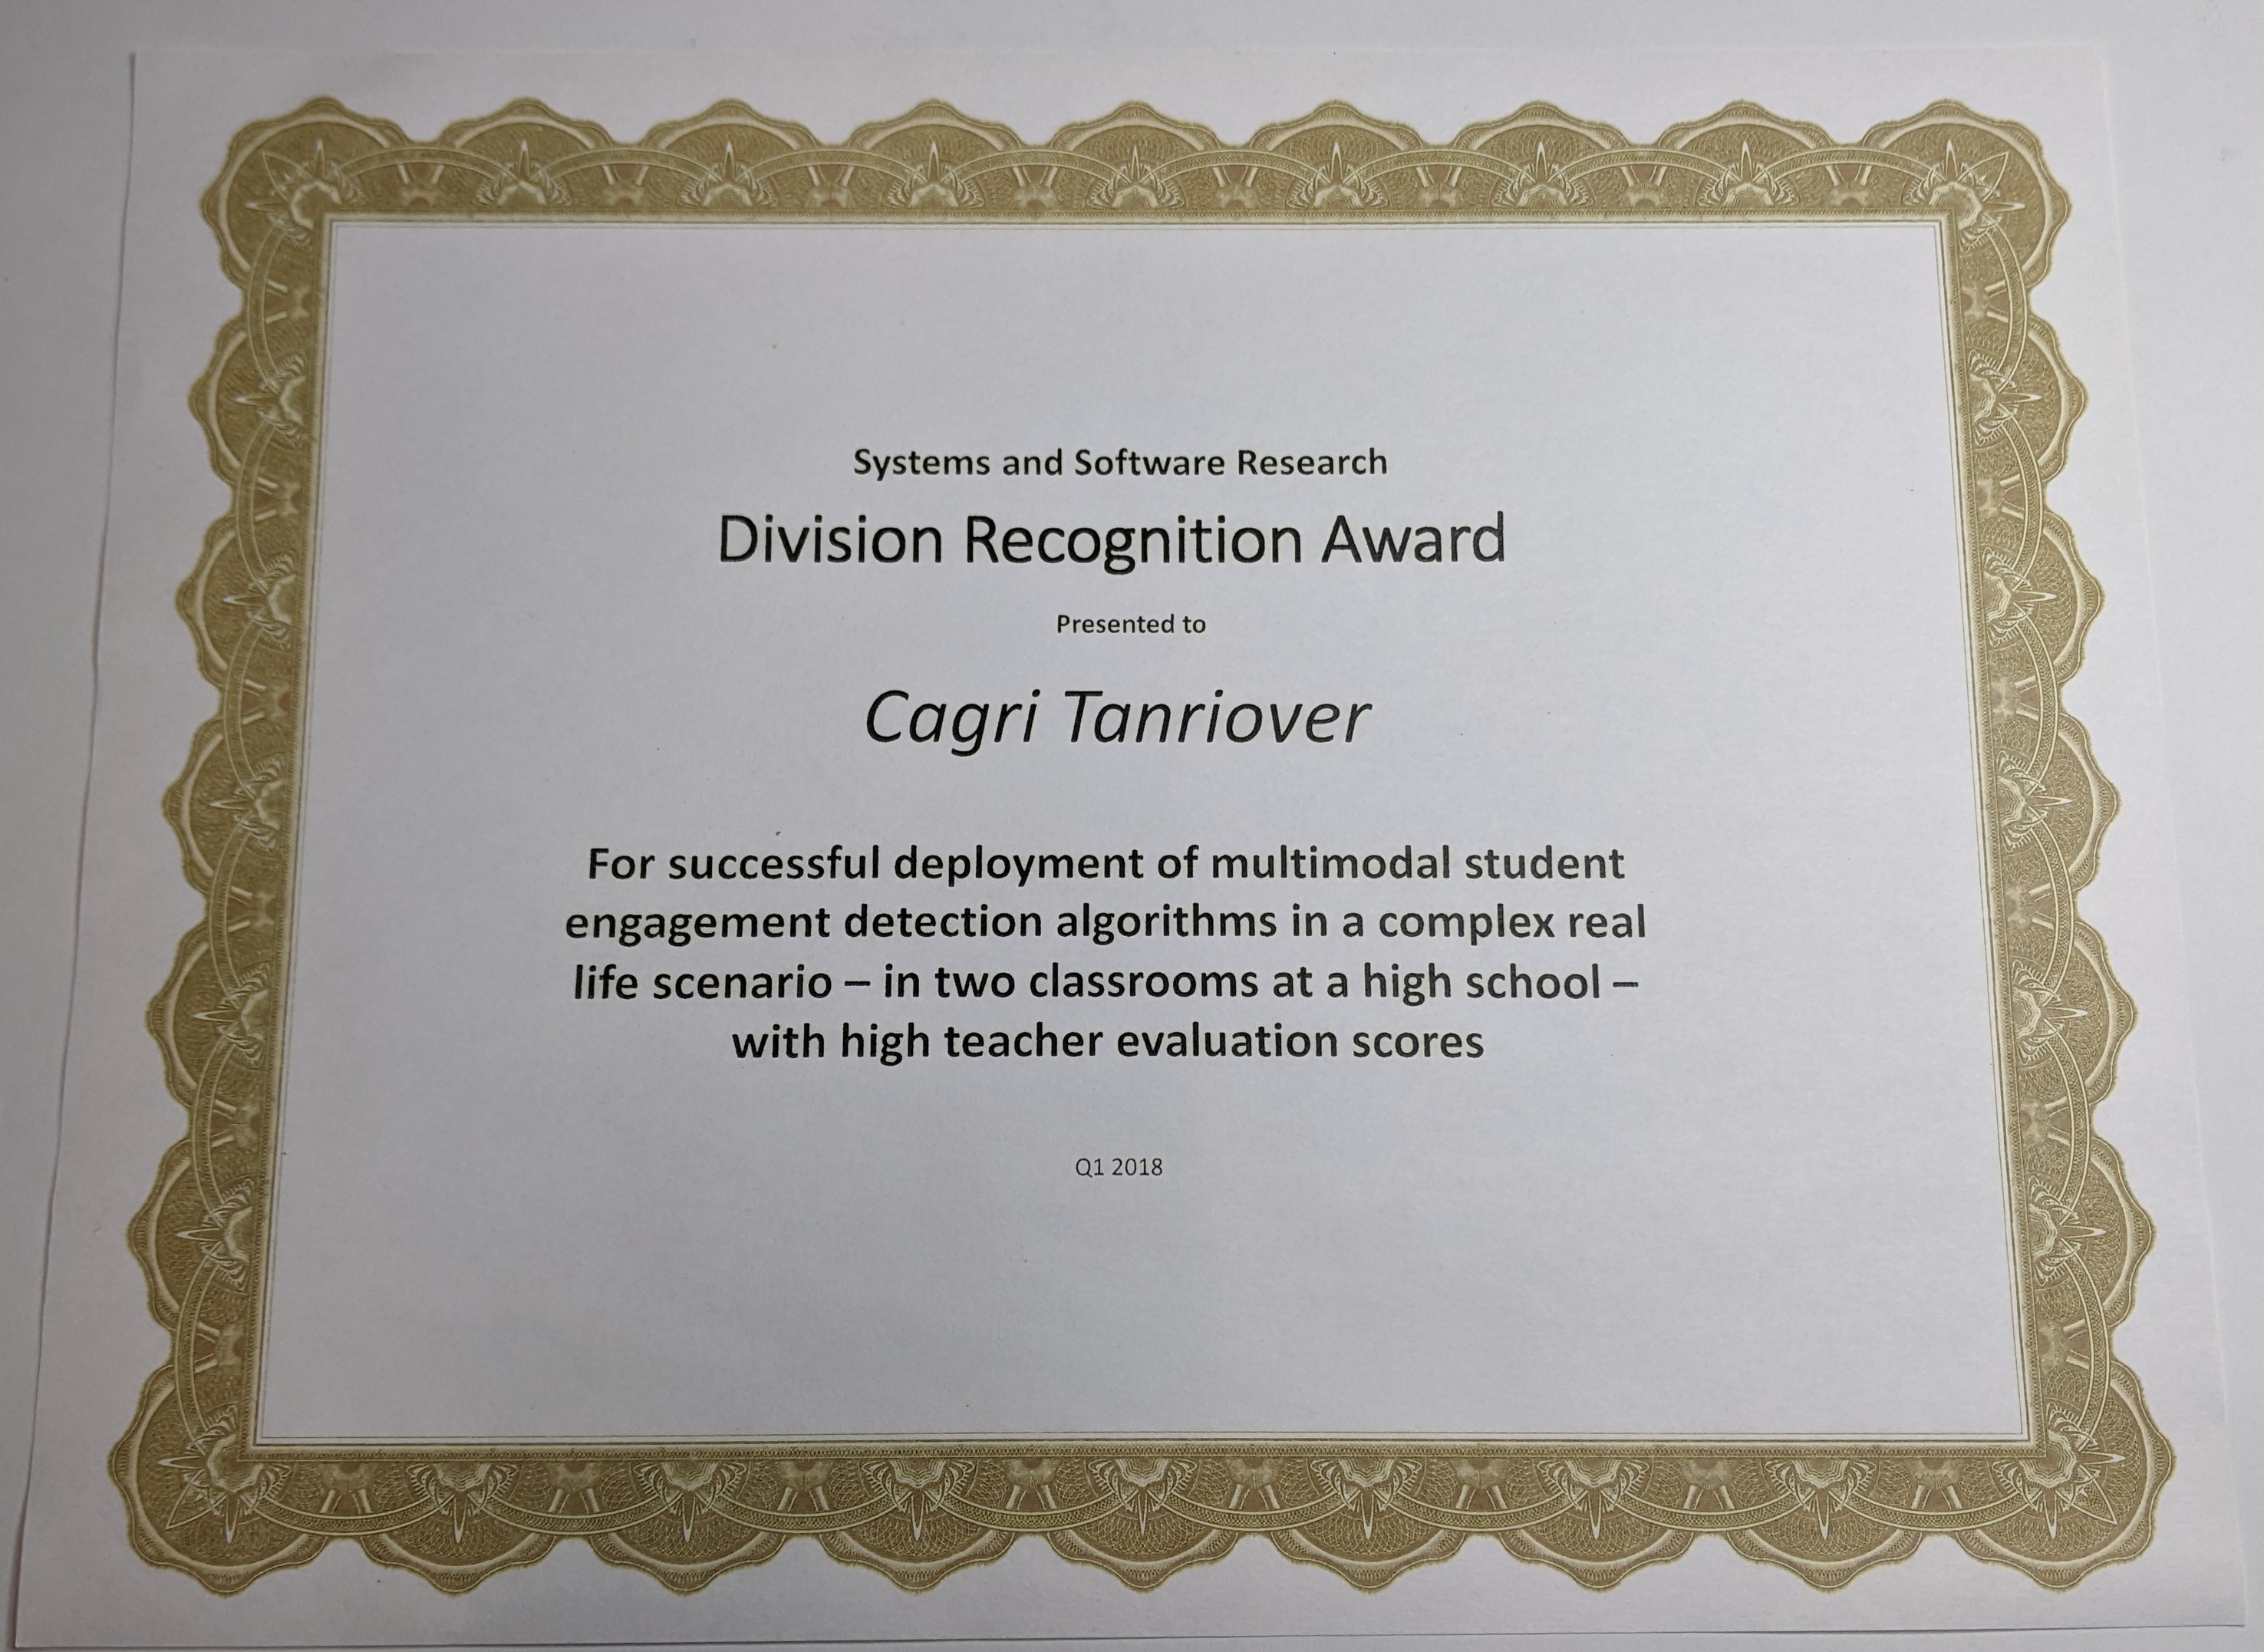 Systems and Software Research
Division Recognition Award
Presented to
Cagri Tanriover
For successful deployment of multimodal student
engagement detection algorithms in a complex real
life scenario – in two classrooms at a high school –
with high teacher evaluation scores
Q1 2018